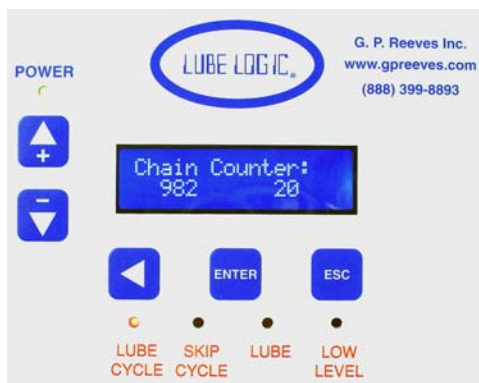 LUBE LOGIC®
G. P. Reeves Inc.
www.gpreeves.com
(888) 399-8893
POWER
+
−
Chain Counter:
982 20
ENTER
ESC
LUBE CYCLE
SKIP CYCLE
LUBE
LOW LEVEL